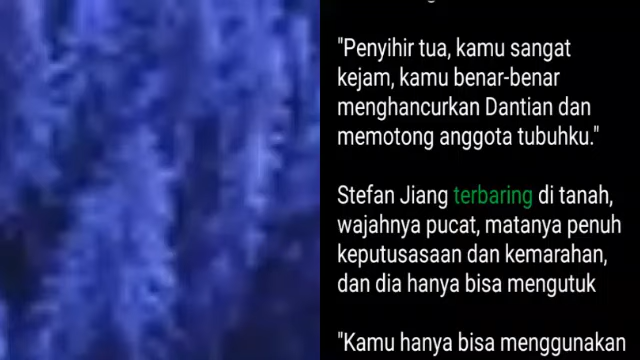 "Penyihir tua, kamu sangat
kejam, kamu benar-benar
menghancurkan Dantian dan
memotong anggota tubuhku."
Stefan Jiang terbaring di tanah,
wajahnya pucat, matanya penuh
keputusasaan dan kemarahan,
dan dia hanya bisa mengutuk
"Kamu hanya bisa menggunakan